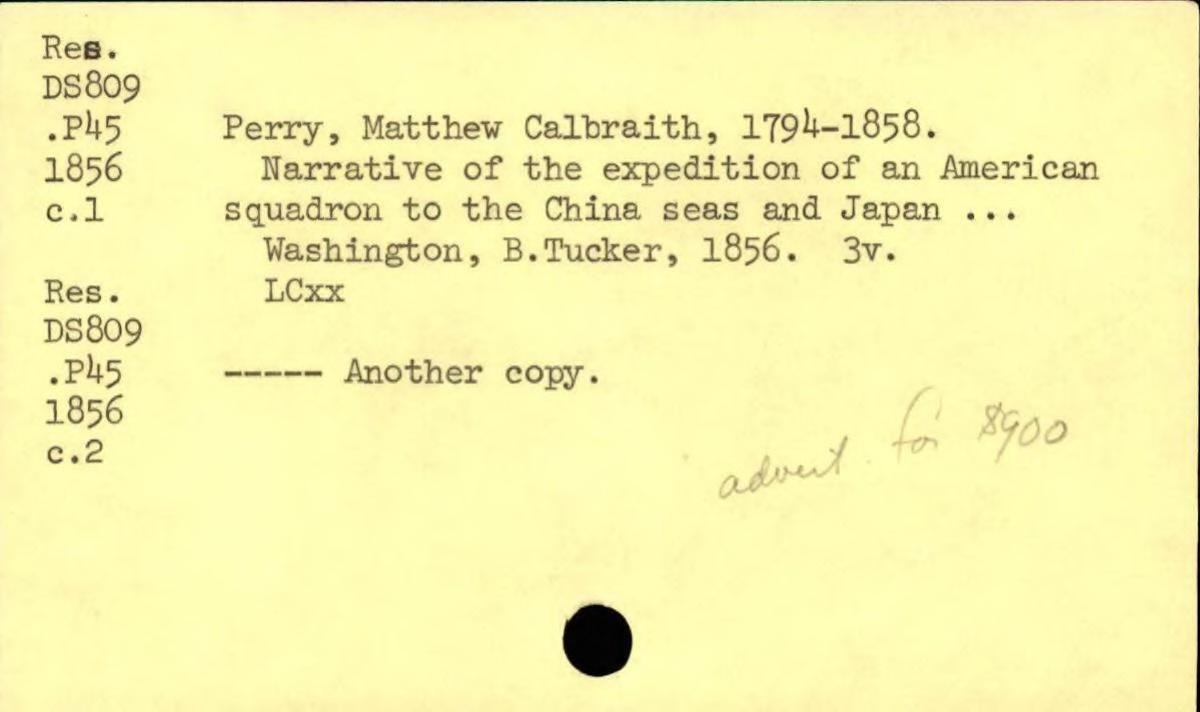 Res.
DS809
.P45
1856
c.1
Perry, Matthew Calbraith, 1794-1858.
Narrative of the expedition of an American
squadron to the China seas and Japan ...
Washington, B.Tucker, 1856. 3v.
LCxx
Res.
DS809
.P45
1856
c.2
----- Another copy.
advert. for $900